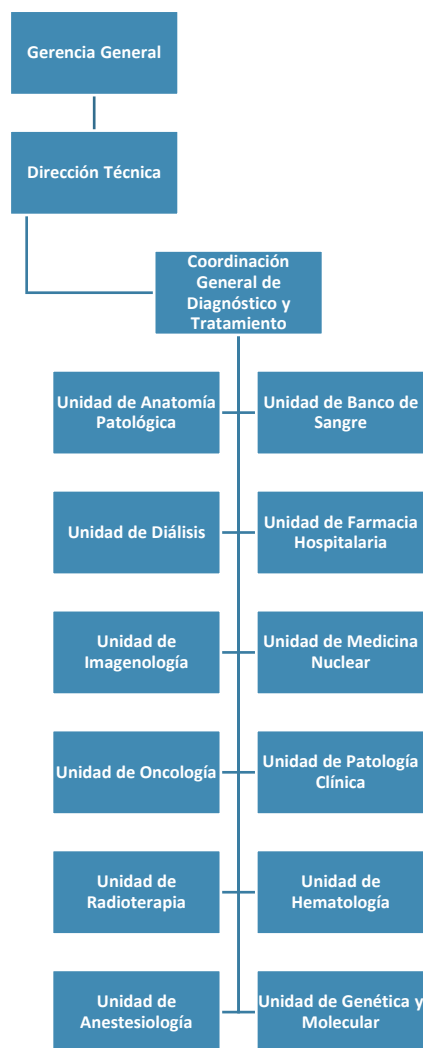 Gerencia General
Dirección Técnica
Coordinación
General de
Diagnóstico y
Tratamiento
Unidad de Anatomía
Patológica
Unidad de Banco de
Sangre
Unidad de Diálisis
Unidad de Farmacia
Hospitalaria
Unidad de
Imagenología
Unidad de Medicina
Nuclear
Unidad de Oncología
Unidad de Patología
Clínica
Unidad de
Radioterapia
Unidad de
Hematología
Unidad de
Anestesiología
Unidad de Genética y
Molecular